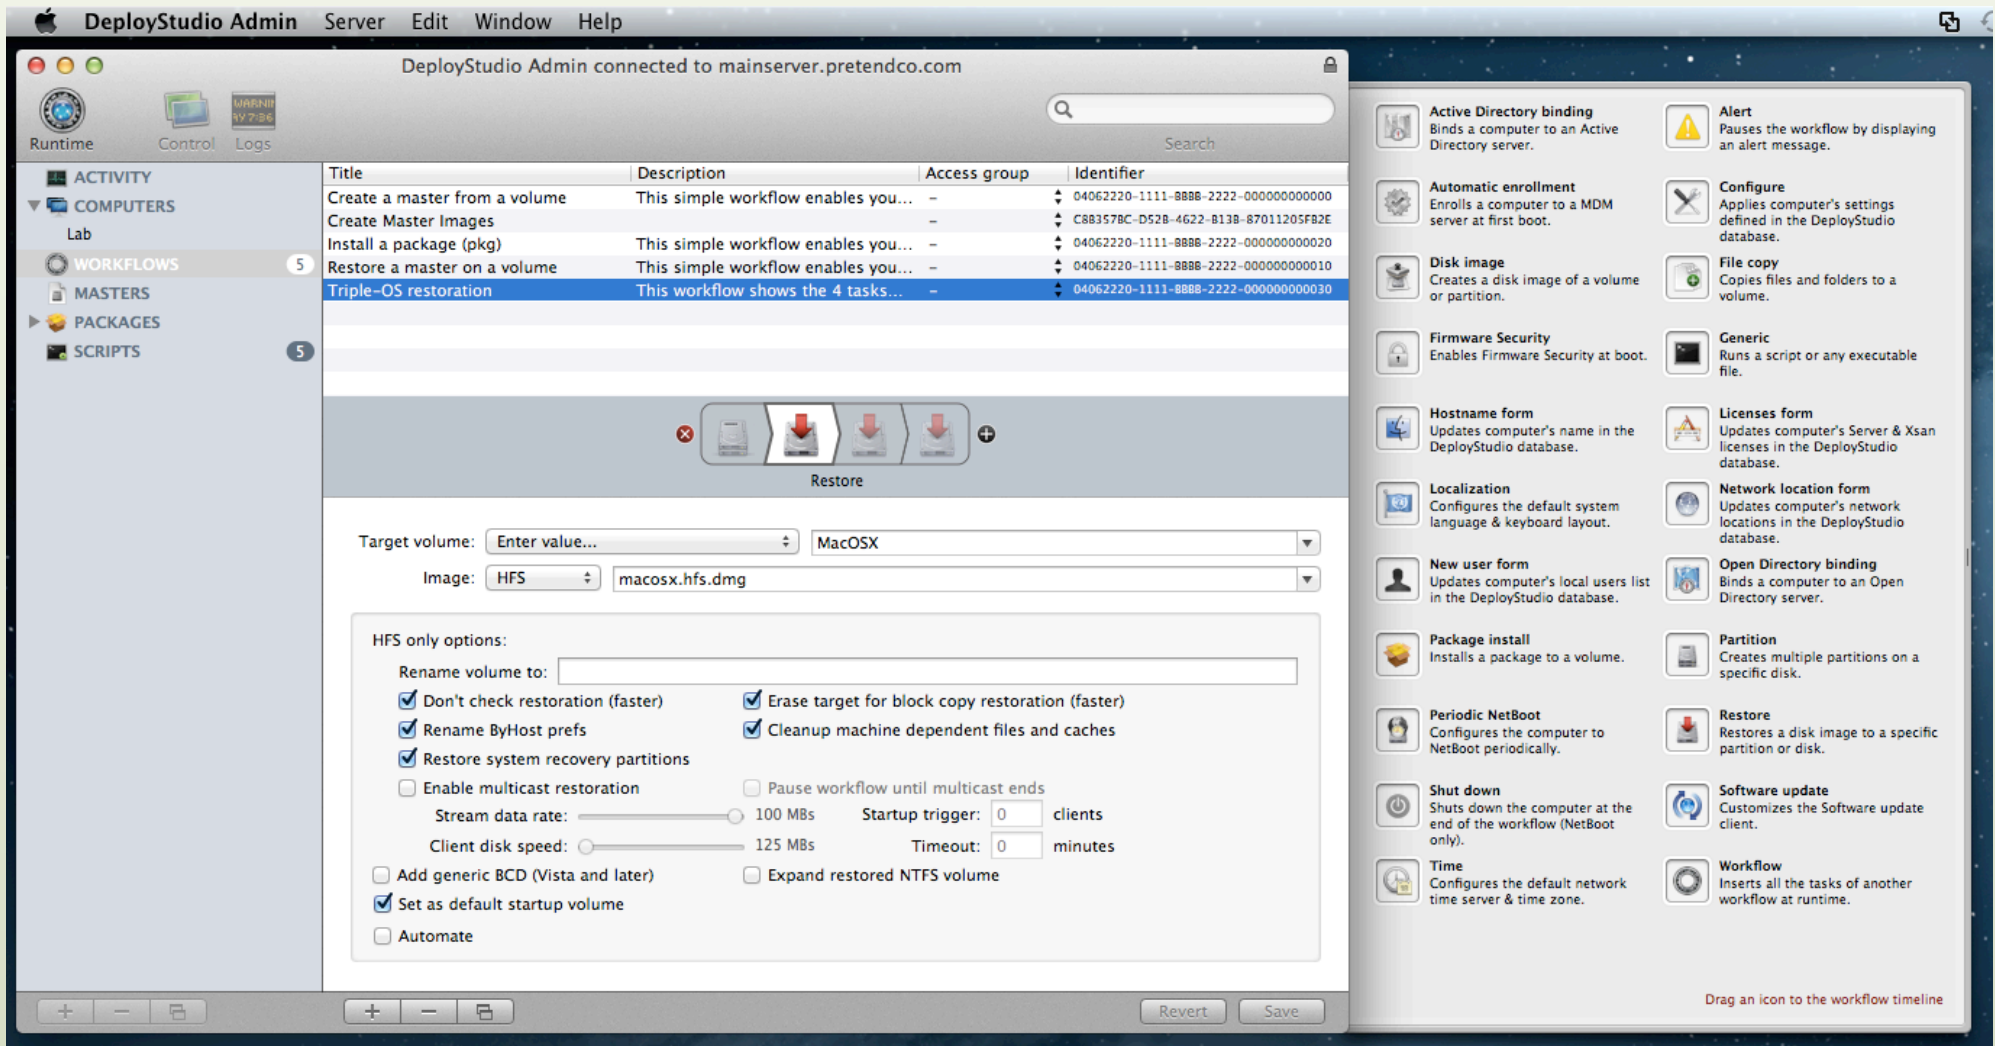 DeployStudio Admin Server Edit Window Help
DeployStudio Admin connected to mainserver.pretendco.com
WARNIN
AY 7:36
Runtime Control Logs
Search
ACTIVITY
COMPUTERS
Lab
WORKFLOWS 5
MASTERS
PACKAGES
SCRIPTS 5
Title Description Access group Identifier
Create a master from a volume This simple workflow enables you... – 04062220-1111-BBBB-2222-000000000000
Create Master Images – C8B357BC-D52B-4622-B13B-87011205FB2E
Install a package (pkg) This simple workflow enables you... – 04062220-1111-BBBB-2222-000000000020
Restore a master on a volume This simple workflow enables you... – 04062220-1111-BBBB-2222-000000000010
Triple-OS restoration This workflow shows the 4 tasks... – 04062220-1111-BBBB-2222-000000000030
Restore
Target volume: Enter value... MacOSX
Image: HFS macosx.hfs.dmg
HFS only options:
Rename volume to:
Don't check restoration (faster) Erase target for block copy restoration (faster)
Rename ByHost prefs Cleanup machine dependent files and caches
Restore system recovery partitions
Enable multicast restoration Pause workflow until multicast ends
Stream data rate: 100 MBs Startup trigger: 0 clients
Client disk speed: 125 MBs Timeout: 0 minutes
Add generic BCD (Vista and later) Expand restored NTFS volume
Set as default startup volume
Automate
Revert Save
Active Directory binding
Binds a computer to an Active
Directory server.
Alert
Pauses the workflow by displaying
an alert message.
Automatic enrollment
Enrolls a computer to a MDM
server at first boot.
Configure
Applies computer's settings
defined in the DeployStudio
database.
Disk image
Creates a disk image of a volume
or partition.
File copy
Copies files and folders to a
volume.
Firmware Security
Enables Firmware Security at boot.
Generic
Runs a script or any executable
file.
Hostname form
Updates computer's name in the
DeployStudio database.
Licenses form
Updates computer's Server & Xsan
licenses in the DeployStudio
database.
Localization
Configures the default system
language & keyboard layout.
Network location form
Updates computer's network
locations in the DeployStudio
database.
New user form
Updates computer's local users list
in the DeployStudio database.
Open Directory binding
Binds a computer to an Open
Directory server.
Package install
Installs a package to a volume.
Partition
Creates multiple partitions on a
specific disk.
Periodic NetBoot
Configures the computer to
NetBoot periodically.
Restore
Restores a disk image to a specific
partition or disk.
Shut down
Shuts down the computer at the
end of the workflow (NetBoot
only).
Software update
Customizes the Software update
client.
Time
Configures the default network
time server & time zone.
Workflow
Inserts all the tasks of another
workflow at runtime.
Drag an icon to the workflow timeline